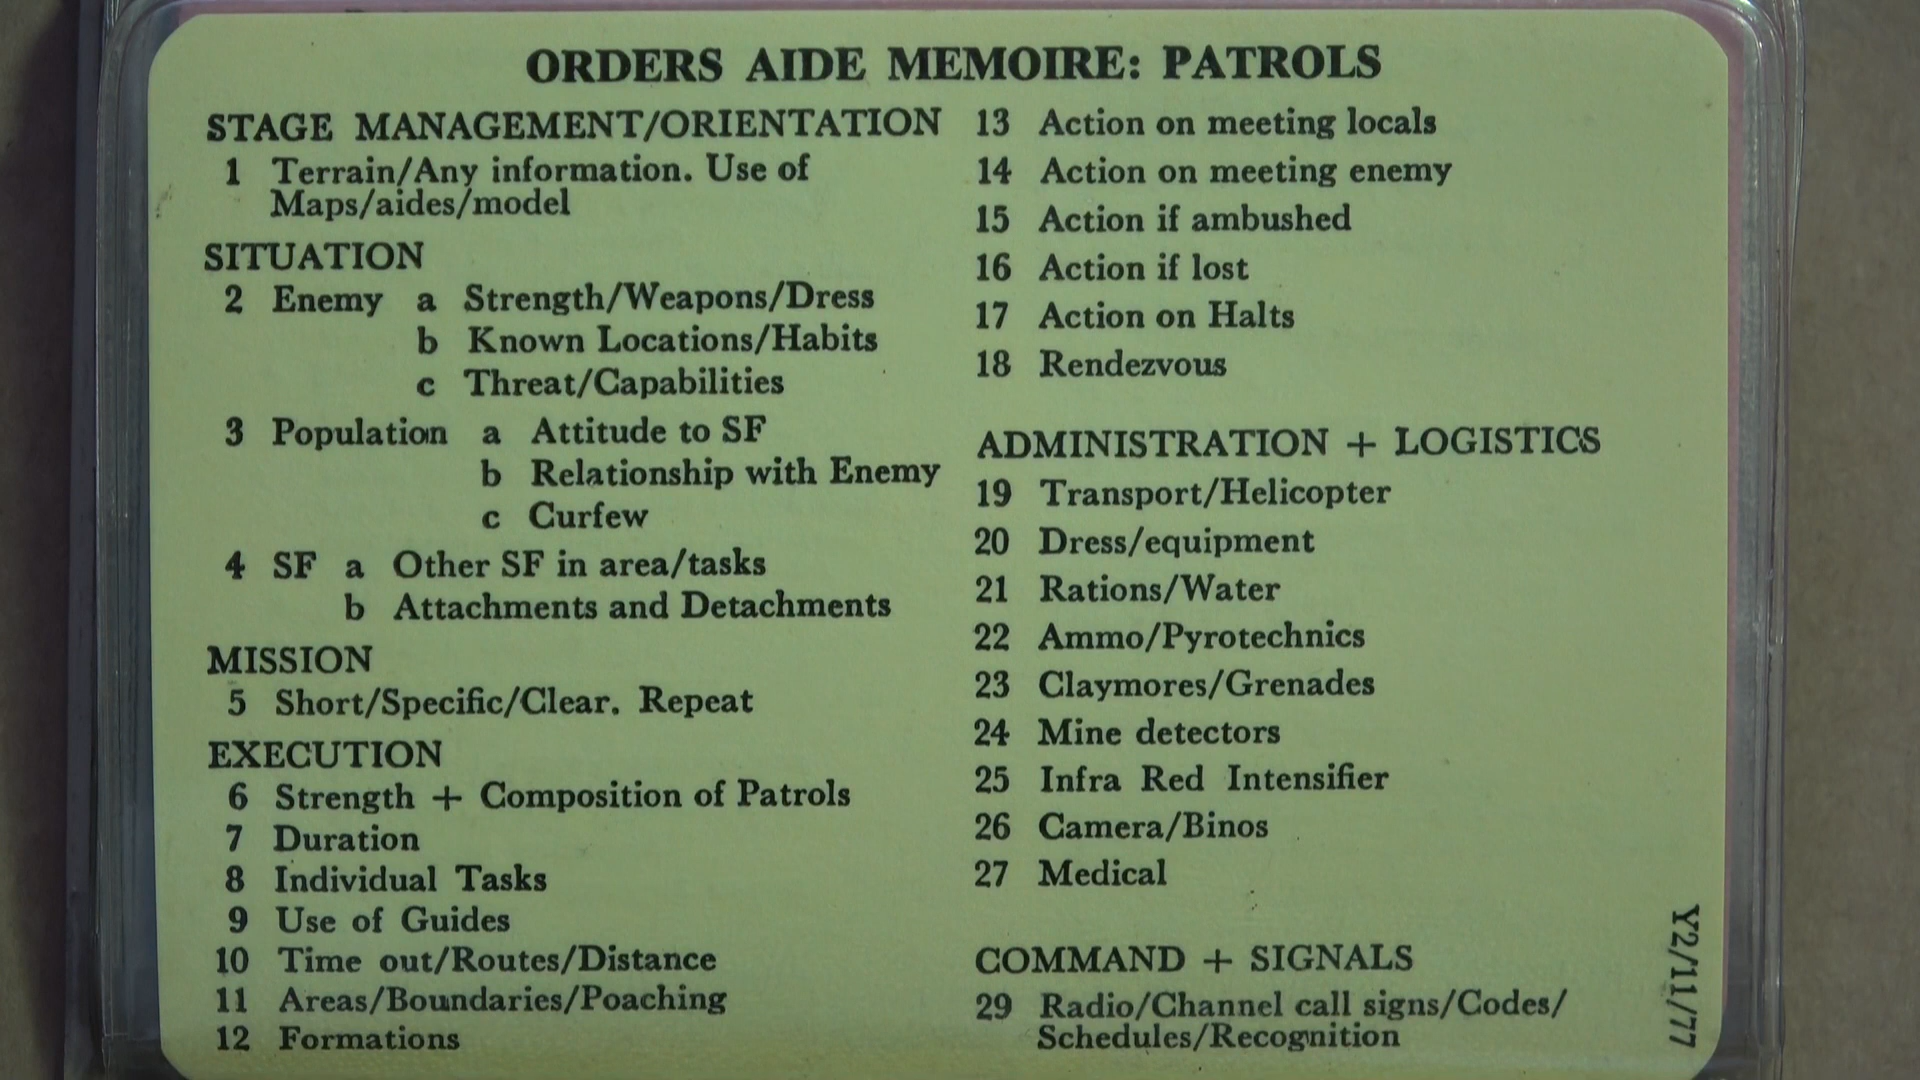 ORDERS AIDE MEMOIRE: PATROLS
STAGE MANAGEMENT/ORIENTATION
1 Terrain/Any information. Use of
Maps/aides/model
SITUATION
2 Enemy a Strength/Weapons/Dress
b Known Locations/Habits
c Threat/Capabilities
3 Population a Attitude to SF
b Relationship with Enemy
c Curfew
4 SF a Other SF in area/tasks
b Attachments and Detachments
MISSION
5 Short/Specific/Clear. Repeat
EXECUTION
6 Strength + Composition of Patrols
7 Duration
8 Individual Tasks
9 Use of Guides
10 Time out/Routes/Distance
11 Areas/Boundaries/Poaching
12 Formations
13 Action on meeting locals
14 Action on meeting enemy
15 Action if ambushed
16 Action if lost
17 Action on Halts
18 Rendezvous
ADMINISTRATION + LOGISTICS
19 Transport/Helicopter
20 Dress/equipment
21 Rations/Water
22 Ammo/Pyrotechnics
23 Claymores/Grenades
24 Mine detectors
25 Infra Red Intensifier
26 Camera/Binos
27 Medical
COMMAND + SIGNALS
29 Radio/Channel call signs/Codes/
Schedules/Recognition
Y2/11/77